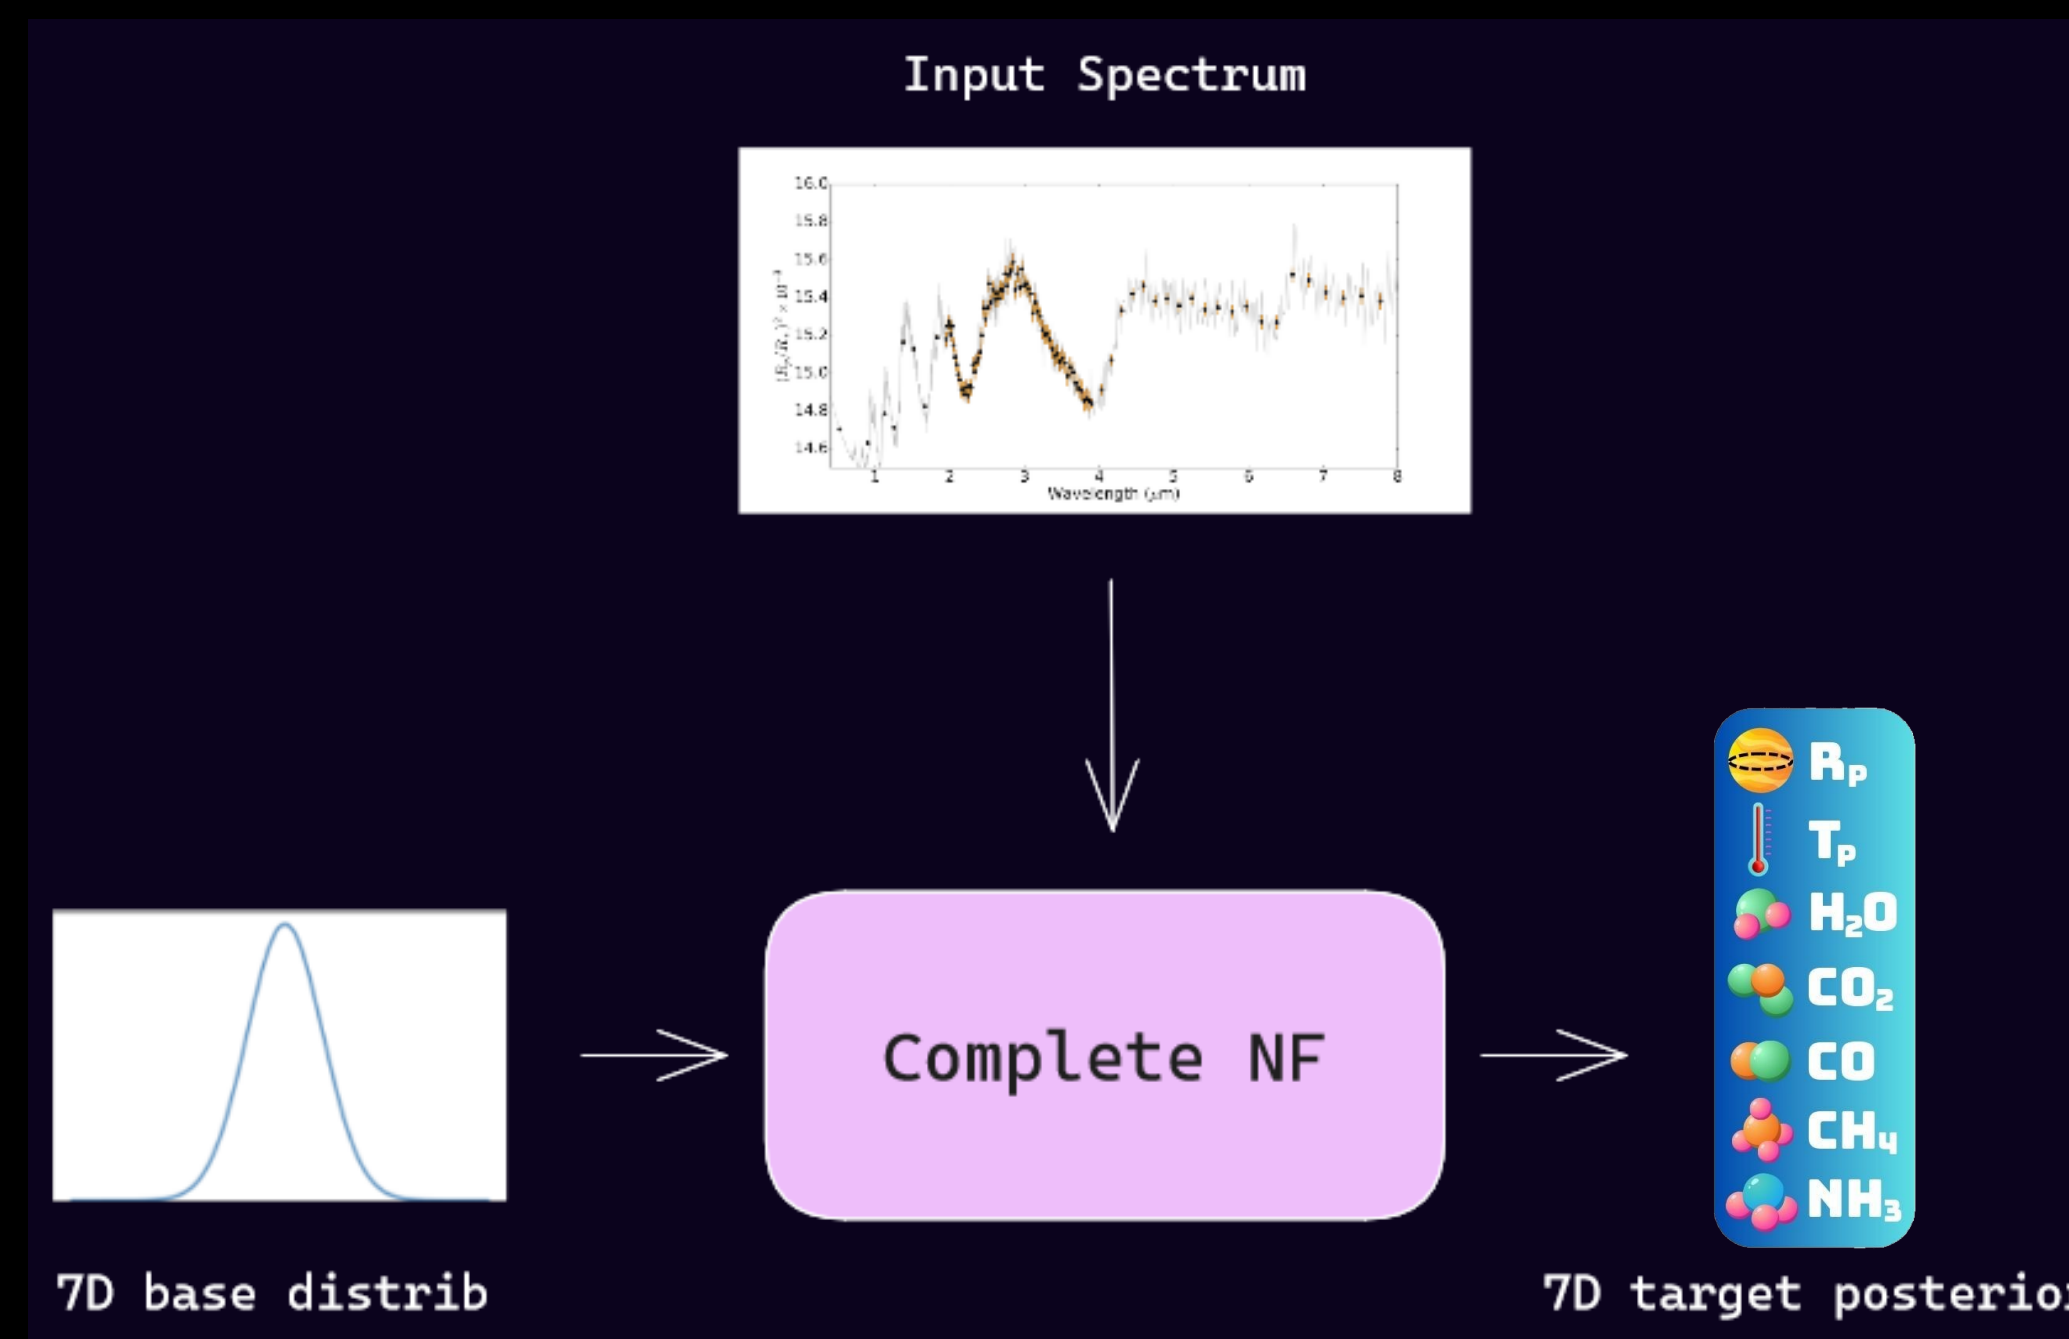 Input Spectrum
16.0
15.8
15.6
15.4
15.2
15.0
14.8
14.6
1 2 3 4 5 6 7 8
Wavelength (μm)
Complete NF
Rₚ
Tₚ
H₂O
CO₂
CO
CH₄
NH₃
7D base distrib
7D target posterio